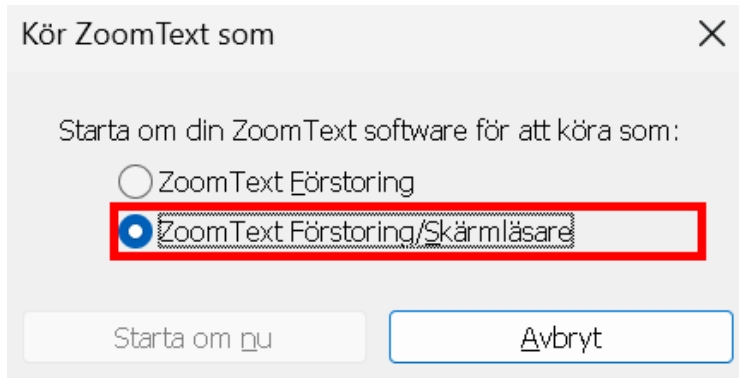 Kör ZoomText som
Starta om din ZoomText software för att köra som:
ZoomText Förstoring
ZoomText Förstoring/Skärmläsare
Starta om nu
Avbryt